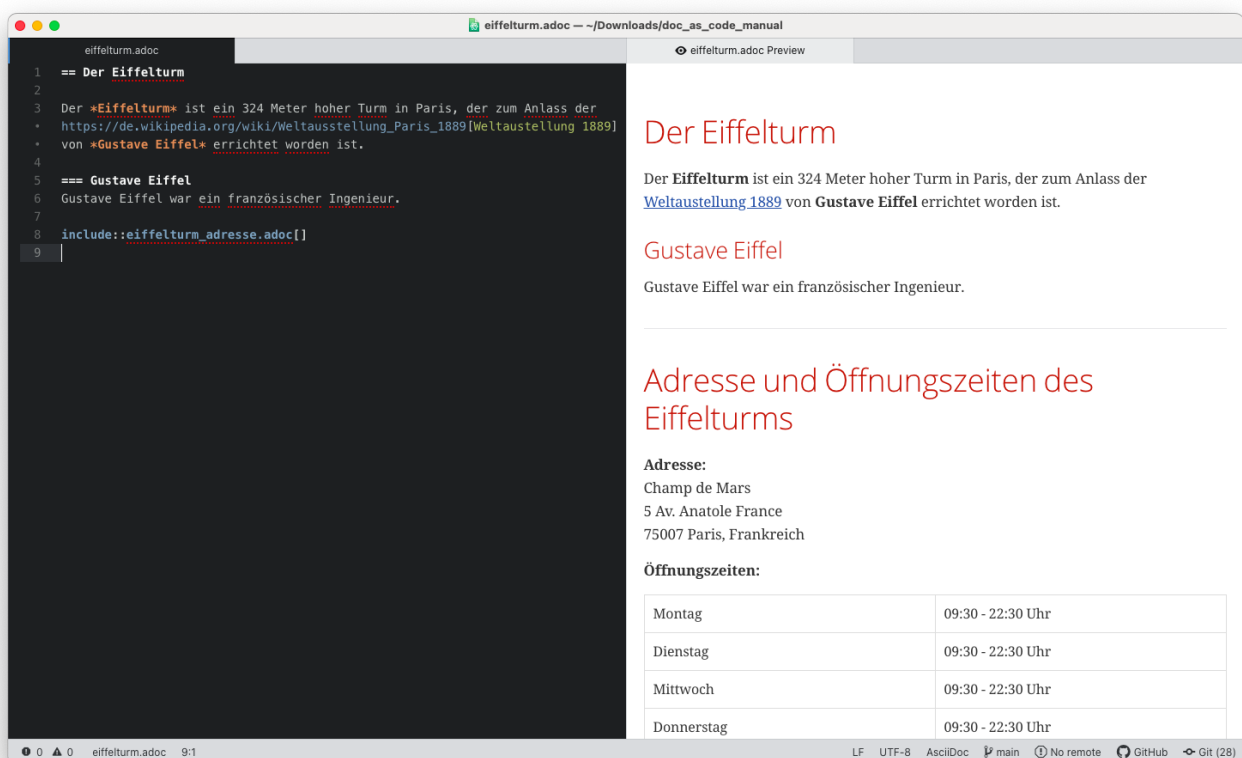 eiffelturm.adoc — ~/Downloads/doc_as_code_manual
eiffelturm.adoc
eiffelturm.adoc Preview
1 == Der Eiffelturm
2
3 Der *Eiffelturm* ist ein 324 Meter hoher Turm in Paris, der zum Anlass der
• https://de.wikipedia.org/wiki/Weltausstellung_Paris_1889[Weltaustellung 1889]
• von *Gustave Eiffel* errichtet worden ist.
4
5 === Gustave Eiffel
6 Gustave Eiffel war ein französischer Ingenieur.
7
8 include::eiffelturm_adresse.adoc[]
9
Der Eiffelturm
Der Eiffelturm ist ein 324 Meter hoher Turm in Paris, der zum Anlass der
Weltaustellung 1889 von Gustave Eiffel errichtet worden ist.
Gustave Eiffel
Gustave Eiffel war ein französischer Ingenieur.
Adresse und Öffnungszeiten des
Eiffelturms
Adresse:
Champ de Mars
5 Av. Anatole France
75007 Paris, Frankreich
Öffnungszeiten:
Montag 09:30 - 22:30 Uhr
Dienstag 09:30 - 22:30 Uhr
Mittwoch 09:30 - 22:30 Uhr
Donnerstag 09:30 - 22:30 Uhr
0 0 eiffelturm.adoc 9:1 LF UTF-8 AsciiDoc main No remote GitHub Git (28)